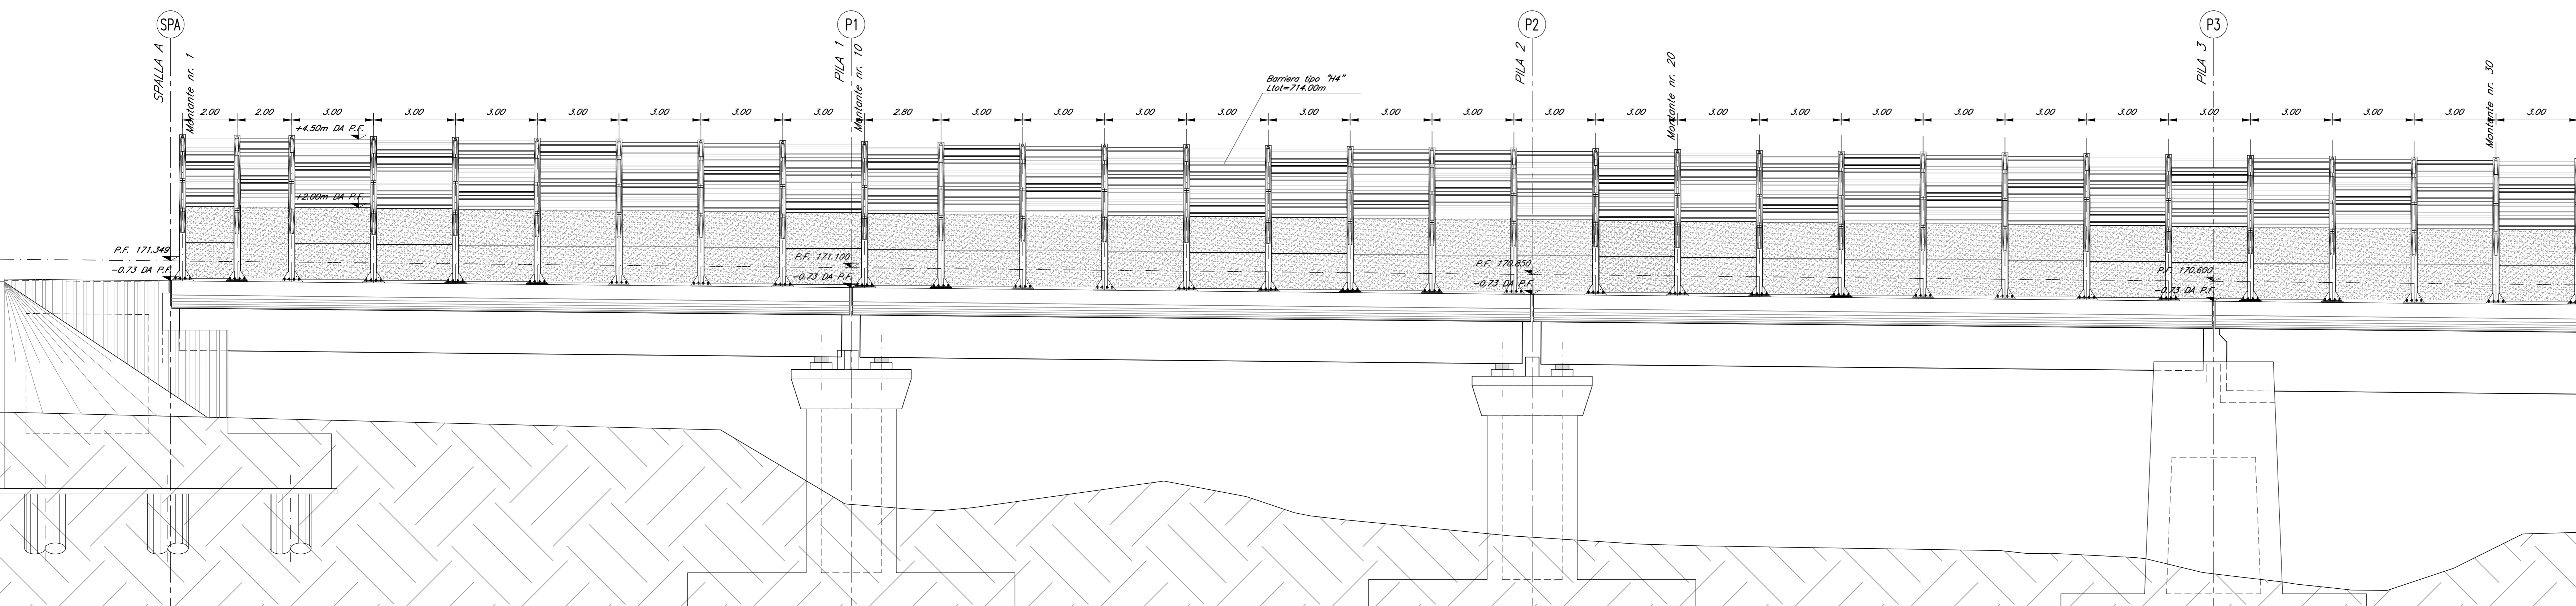 SPA P1 P2 P3
SPALLA A
Montante nr. 1
PILA 1
Montante nr. 10
PILA 2
Montante nr. 20
PILA 3
Montante nr. 30
Barriera tipo "H4"
Ltot=714.00m
2.00 2.00 3.00 3.00 3.00 3.00 3.00 3.00 3.00 2.80 3.00 3.00 3.00 3.00 3.00 3.00 3.00 3.00 3.00 3.00 3.00 3.00 3.00 3.00 3.00 3.00 3.00 3.00 3.00 3.00
+4.50m DA P.F.
+2.00m DA P.F.
P.F. 171.349
-0.73 DA P.F.
P.F. 171.100
-0.73 DA P.F.
P.F. 170.850
-0.73 DA P.F.
P.F. 170.600
-0.73 DA P.F.